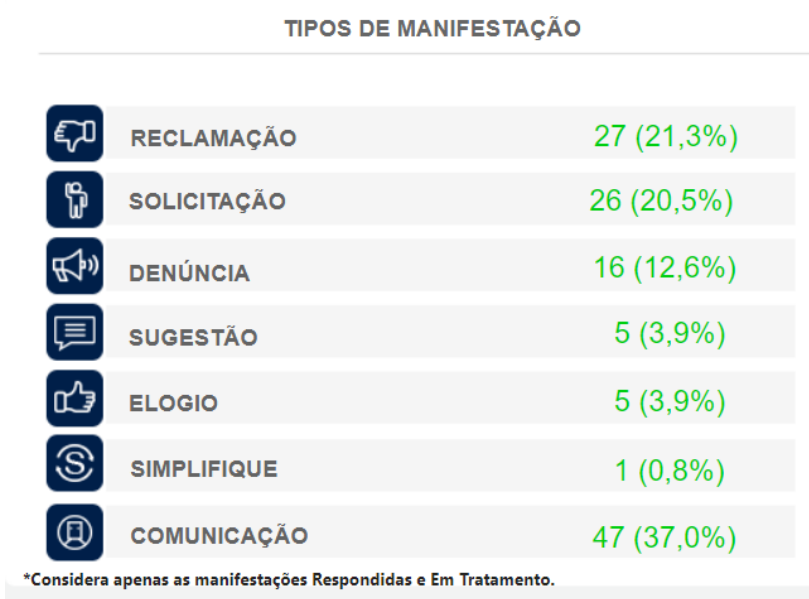 TIPOS DE MANIFESTAÇÃO
RECLAMAÇÃO 27 (21,3%)
SOLICITAÇÃO 26 (20,5%)
DENÚNCIA 16 (12,6%)
SUGESTÃO 5 (3,9%)
ELOGIO 5 (3,9%)
SIMPLIFIQUE 1 (0,8%)
COMUNICAÇÃO 47 (37,0%)
*Considera apenas as manifestações Respondidas e Em Tratamento.